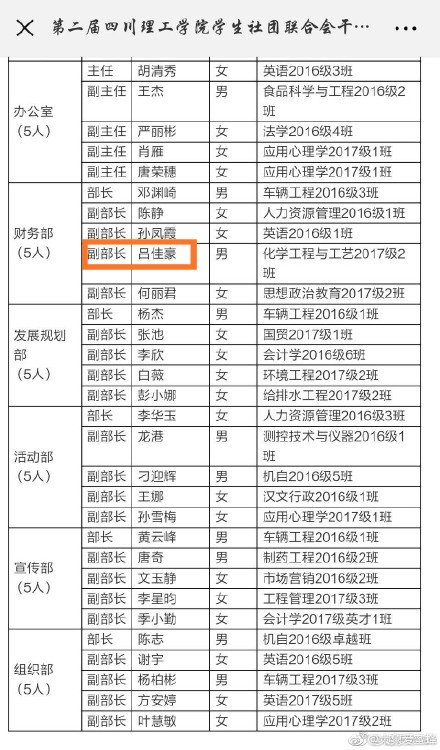 第二届四川理工学院学生社团联合会干…
办公室
（5人）
主任 胡清秀 女 英语2016级3班
副主任 王杰 男 食品科学与工程2016级2
班
副主任 严丽彬 女 法学2016级4班
副主任 肖雁 女 应用心理学2017级1班
副主任 唐荣穗 女 应用心理学2017级1班
财务部
（5人）
部长 邓渊崎 男 车辆工程2016级3班
副部长 陈静 女 人力资源管理2016级1班
副部长 孙凤霞 女 英语2016级1班
副部长 吕佳豪 男 化学工程与工艺2017级2
班
副部长 何丽君 女 思想政治教育2017级2班
发展规划
部
（5人）
部长 杨杰 男 车辆工程2016级1班
副部长 张池 女 国贸2017级1班
副部长 李欣 女 会计学2016级6班
副部长 白薇 女 环境工程2017级2班
副部长 彭小娜 女 给排水工程2017级2班
活动部
（5人）
部长 李华玉 女 人力资源管理2016级3班
副部长 龙港 男 测控技术与仪器2016级1
班
副部长 刁迎辉 男 机自2016级5班
副部长 王娜 女 汉文行政2016级1班
副部长 孙雪梅 女 应用心理学2017级1班
宣传部
（5人）
部长 黄云峰 男 车辆工程2016级1班
副部长 唐奇 男 制药工程2016级2班
副部长 文玉静 女 市场营销2016级2班
副部长 李星昀 女 工程管理2017级3班
副部长 季小勤 女 会计学2017级英才1班
组织部
（5人）
部长 陈志 男 机自2016级卓越班
副部长 谢宇 女 英语2016级5班
副部长 杨柏彬 男 车辆工程2017级3班
副部长 方安婷 女 英语2017级5班
副部长 叶慧敏 女 应用心理学2017级2班